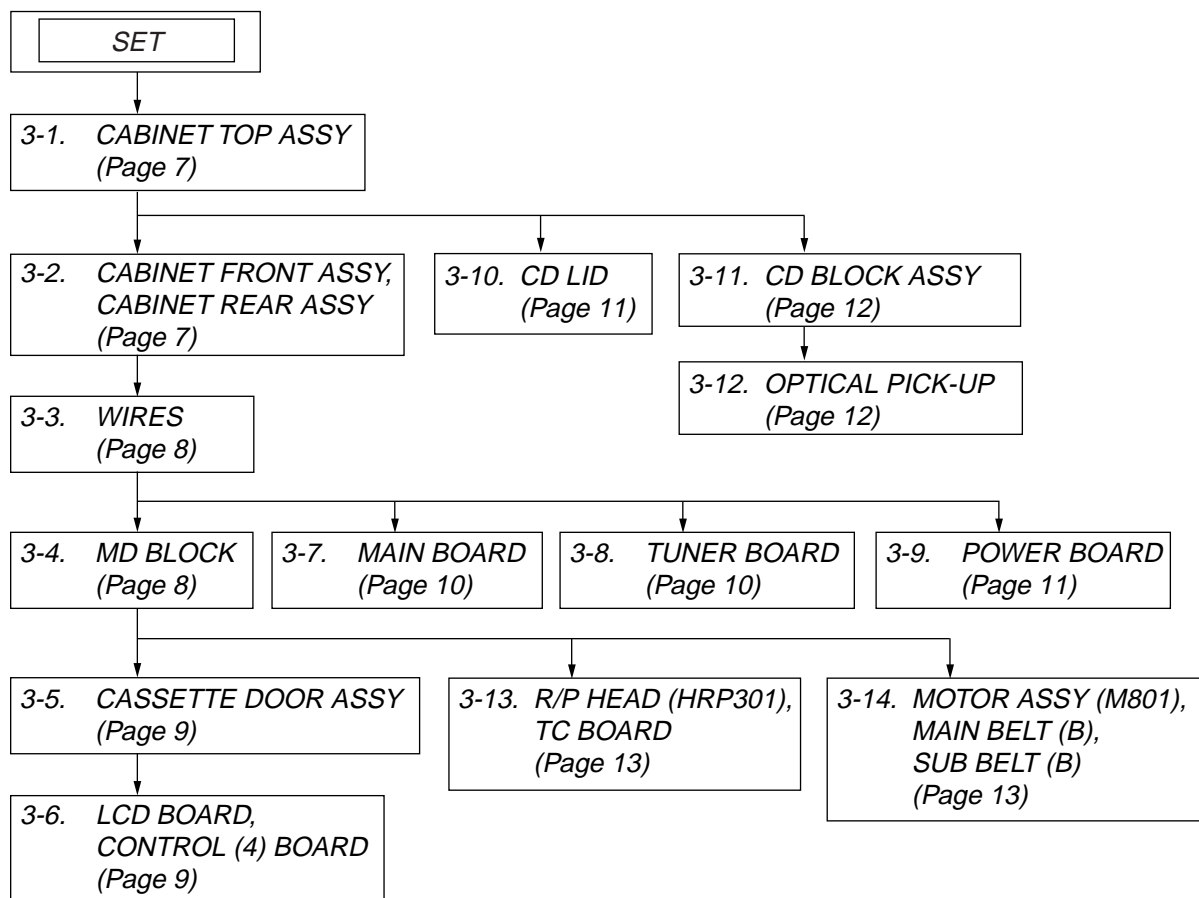 SET
3-1. CABINET TOP ASSY
(Page 7)
3-2. CABINET FRONT ASSY,
CABINET REAR ASSY
(Page 7)
3-10. CD LID
(Page 11)
3-11. CD BLOCK ASSY
(Page 12)
3-12. OPTICAL PICK-UP
(Page 12)
3-3. WIRES
(Page 8)
3-4. MD BLOCK
(Page 8)
3-7. MAIN BOARD
(Page 10)
3-8. TUNER BOARD
(Page 10)
3-9. POWER BOARD
(Page 11)
3-5. CASSETTE DOOR ASSY
(Page 9)
3-13. R/P HEAD (HRP301),
TC BOARD
(Page 13)
3-14. MOTOR ASSY (M801),
MAIN BELT (B),
SUB BELT (B)
(Page 13)
3-6. LCD BOARD,
CONTROL (4) BOARD
(Page 9)